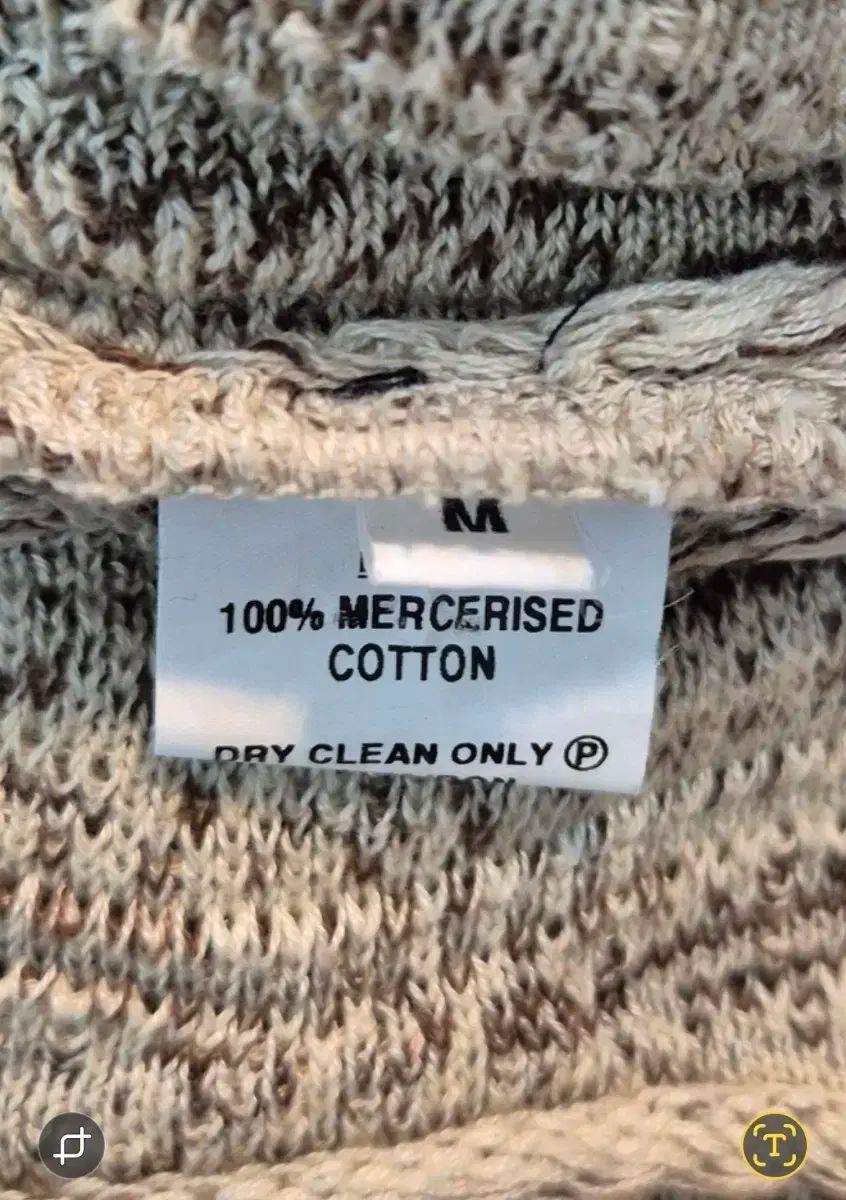 M
100% MERCERISED
COTTON
DRY CLEAN ONLY Ⓟ
T